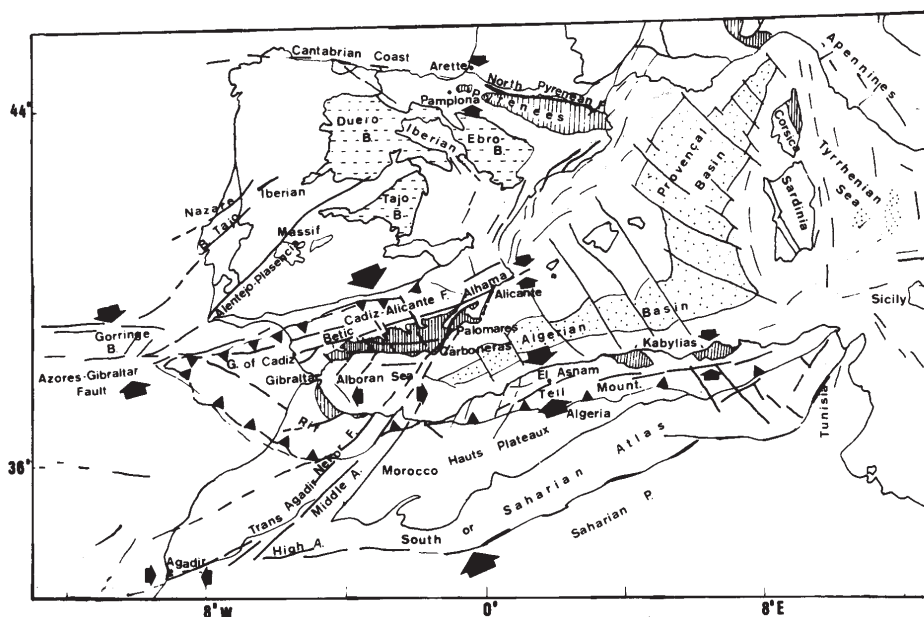 Cantabrian Coast
Arette
North Pyrenean F.
Pyrenees
Pamplona
44°
Duero
B.
Iberian
Ebro
B.
Provençal
Basin
Corsica
Apennines
Tyrrhenian
Sea
Sardinia
Nazare
Iberian
B. Tajo
Massif
Tajo
B.
Alentejo-Plasencia
Cadiz-Alicante F.
Alhama
Alicante
Betic
Palomares
Carboneras
Gorringe
B.
G. of Cadiz
Azores-Gibraltar
Fault
Gibraltar
Alboran Sea
Algerian Basin
Kabylias
Sicily
El Asnam
Tell Mount.
Algeria
Tunisia
Rif
Nekor F.
Hauts Plateaux
Morocco
36°
Trans Agadir
Middle A.
South or Saharian Atlas
Saharian P.
High A.
Agadir
8°W
0°
8°E